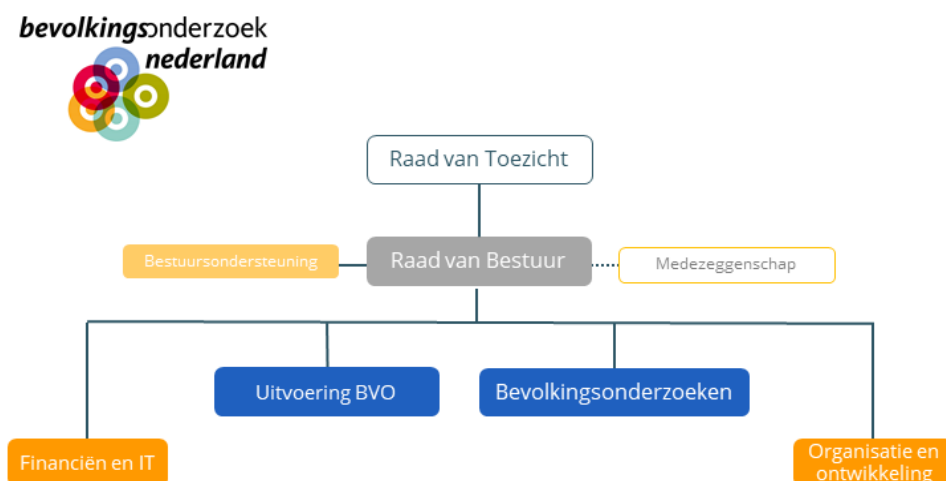 bevolkingsonderzoek
nederland
Raad van Toezicht
Bestuursondersteuning
Raad van Bestuur
Medezeggenschap
Uitvoering BVO
Bevolkingsonderzoeken
Financiën en IT
Organisatie en
ontwikkeling